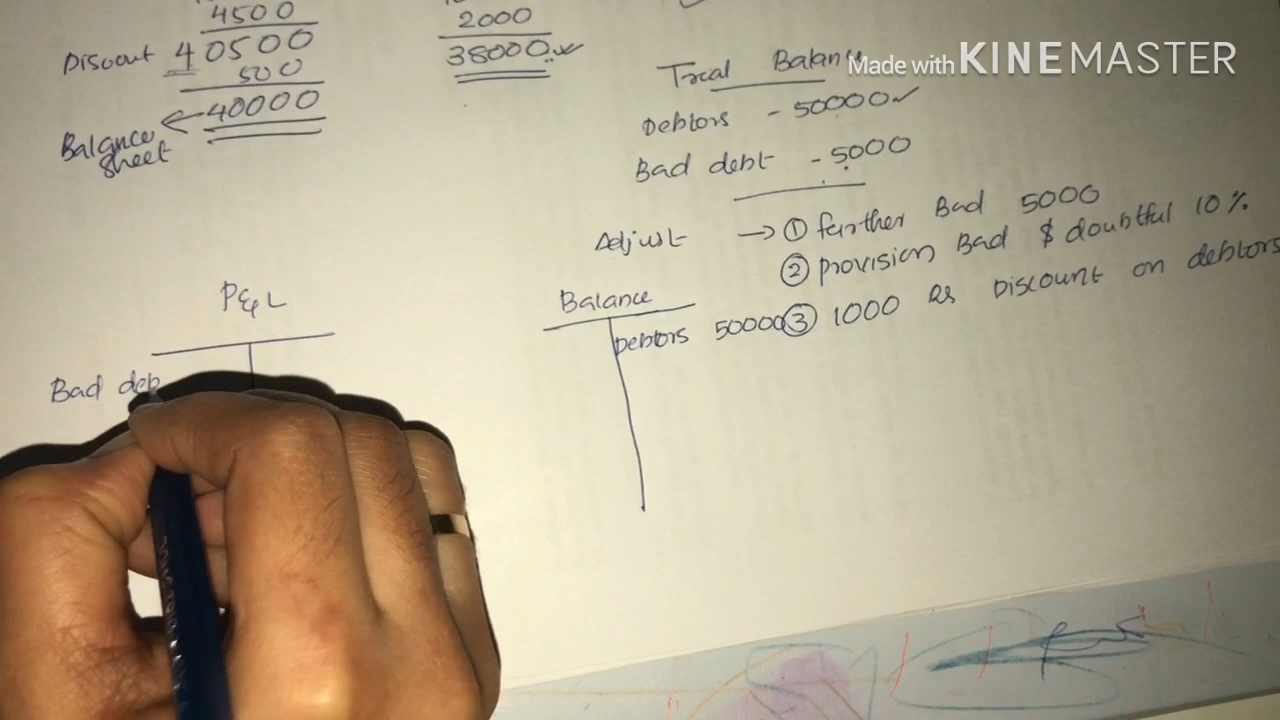 4500
Discout 40500
500
40000
Balance sheet
2000
38000
Made with KINEMASTER
Trial Balance
Debtors - 50000
Bad debt - 5000
Adjust → ① further Bad 5000
② provision Bad & doubtful 10%
③ 1000 as Discount on debtors
P&L
Bad deb
Balance
Debtors 50000